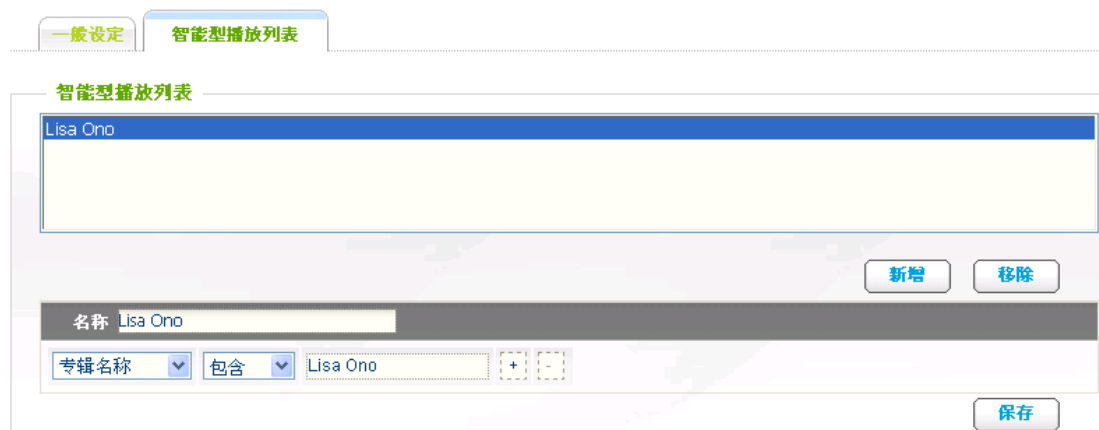 一般设定 智能型播放列表
智能型播放列表
Lisa Ono
新增 移除
名称 Lisa Ono
专辑名称 包含 Lisa Ono + -
保存